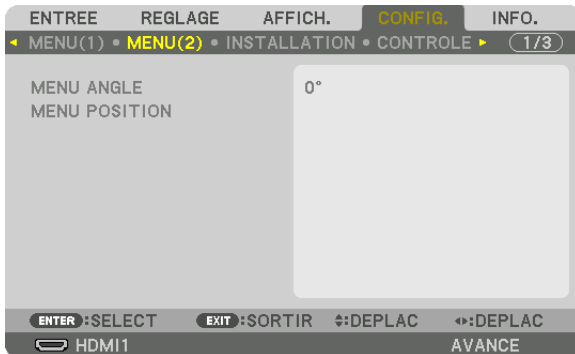 ENTREE REGLAGE AFFICH. CONFIG. INFO.
MENU(1) • MENU(2) • INSTALLATION • CONTROLE 1/3
MENU ANGLE 0°
MENU POSITION
ENTER :SELECT EXIT :SORTIR :DEPLAC :DEPLAC
HDMI1 AVANCE